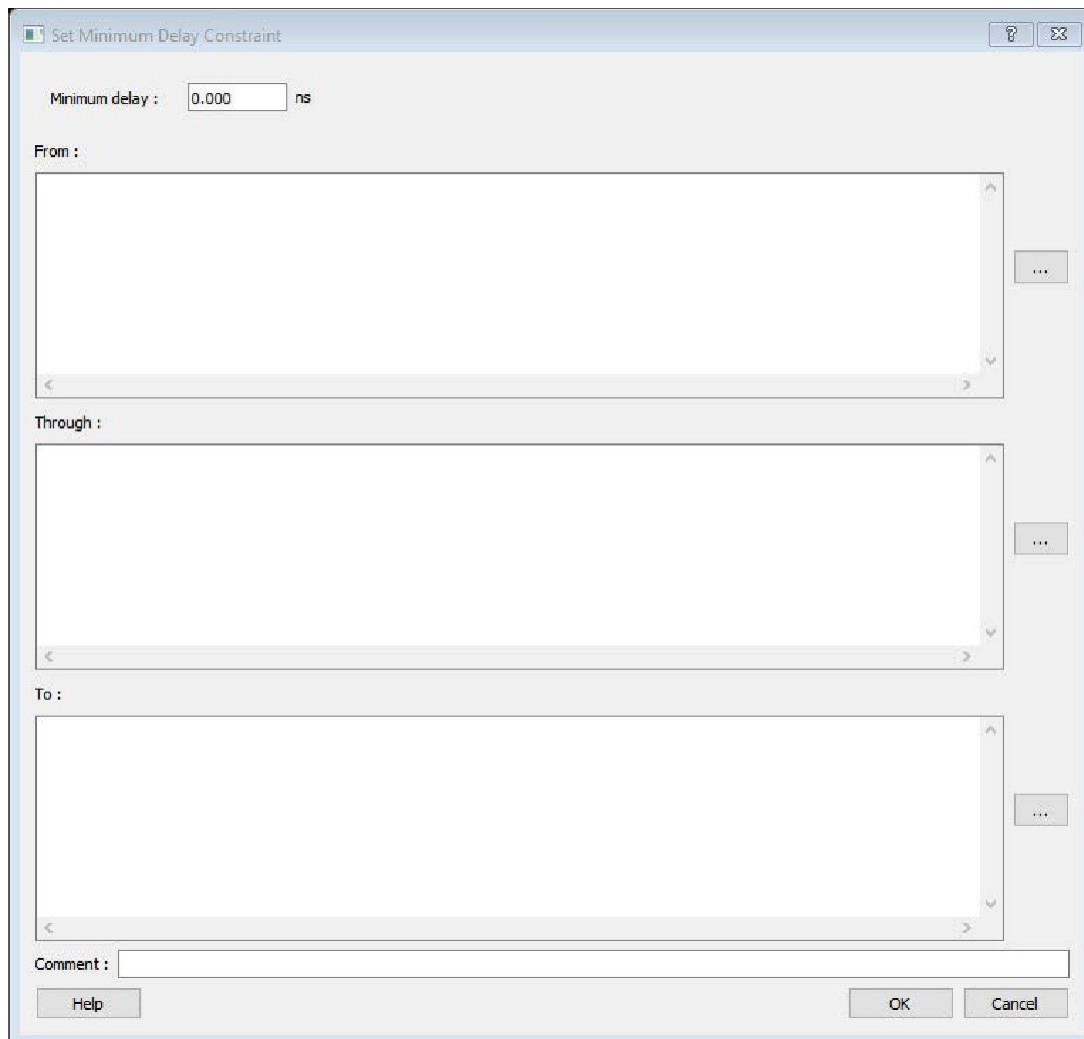 Set Minimum Delay Constraint
Minimum delay : 0.000 ns
From :
...
Through :
...
To :
...
Comment :
Help OK Cancel